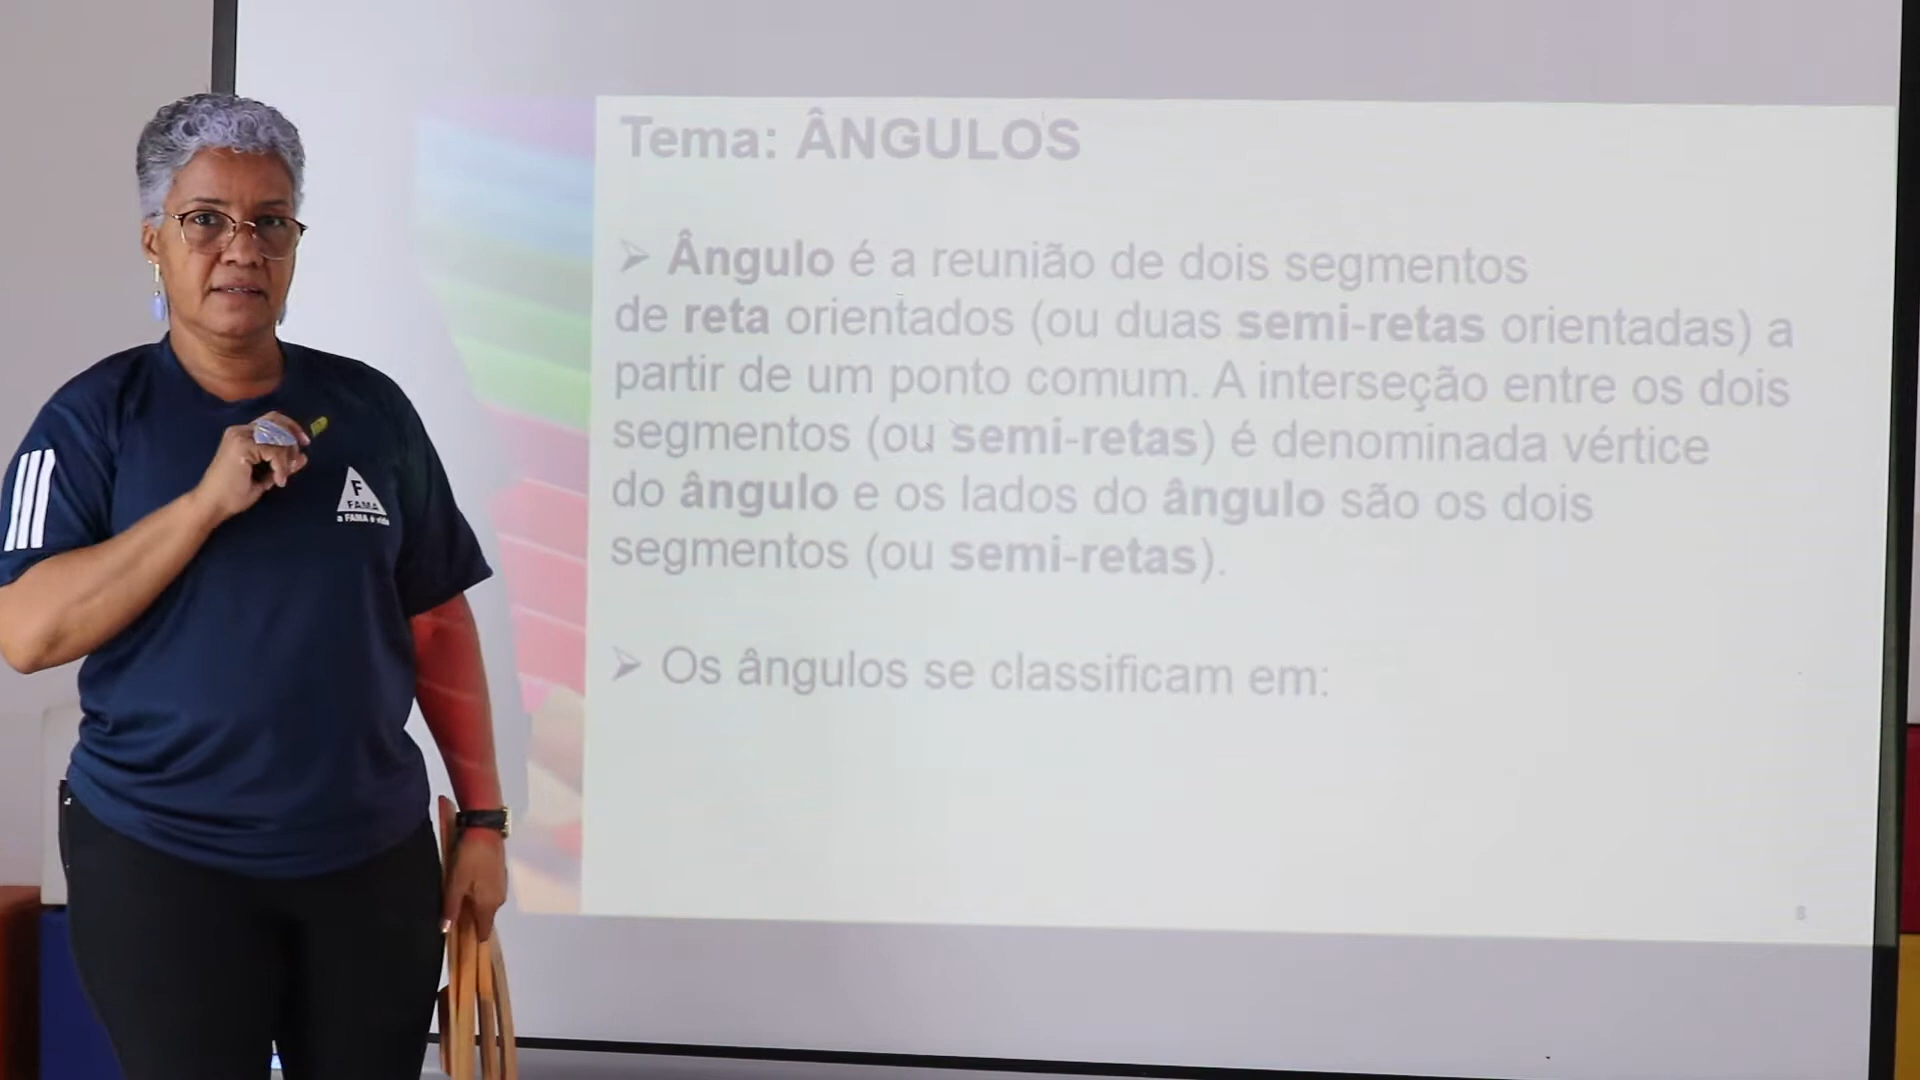 Tema: ÂNGULOS
➢ Ângulo é a reunião de dois segmentos
de reta orientados (ou duas semi-retas orientadas) a
partir de um ponto comum. A interseção entre os dois
segmentos (ou semi-retas) é denominada vértice
do ângulo e os lados do ângulo são os dois
segmentos (ou semi-retas).
➢ Os ângulos se classificam em:
8
F
FAMA
a FAMA é vida